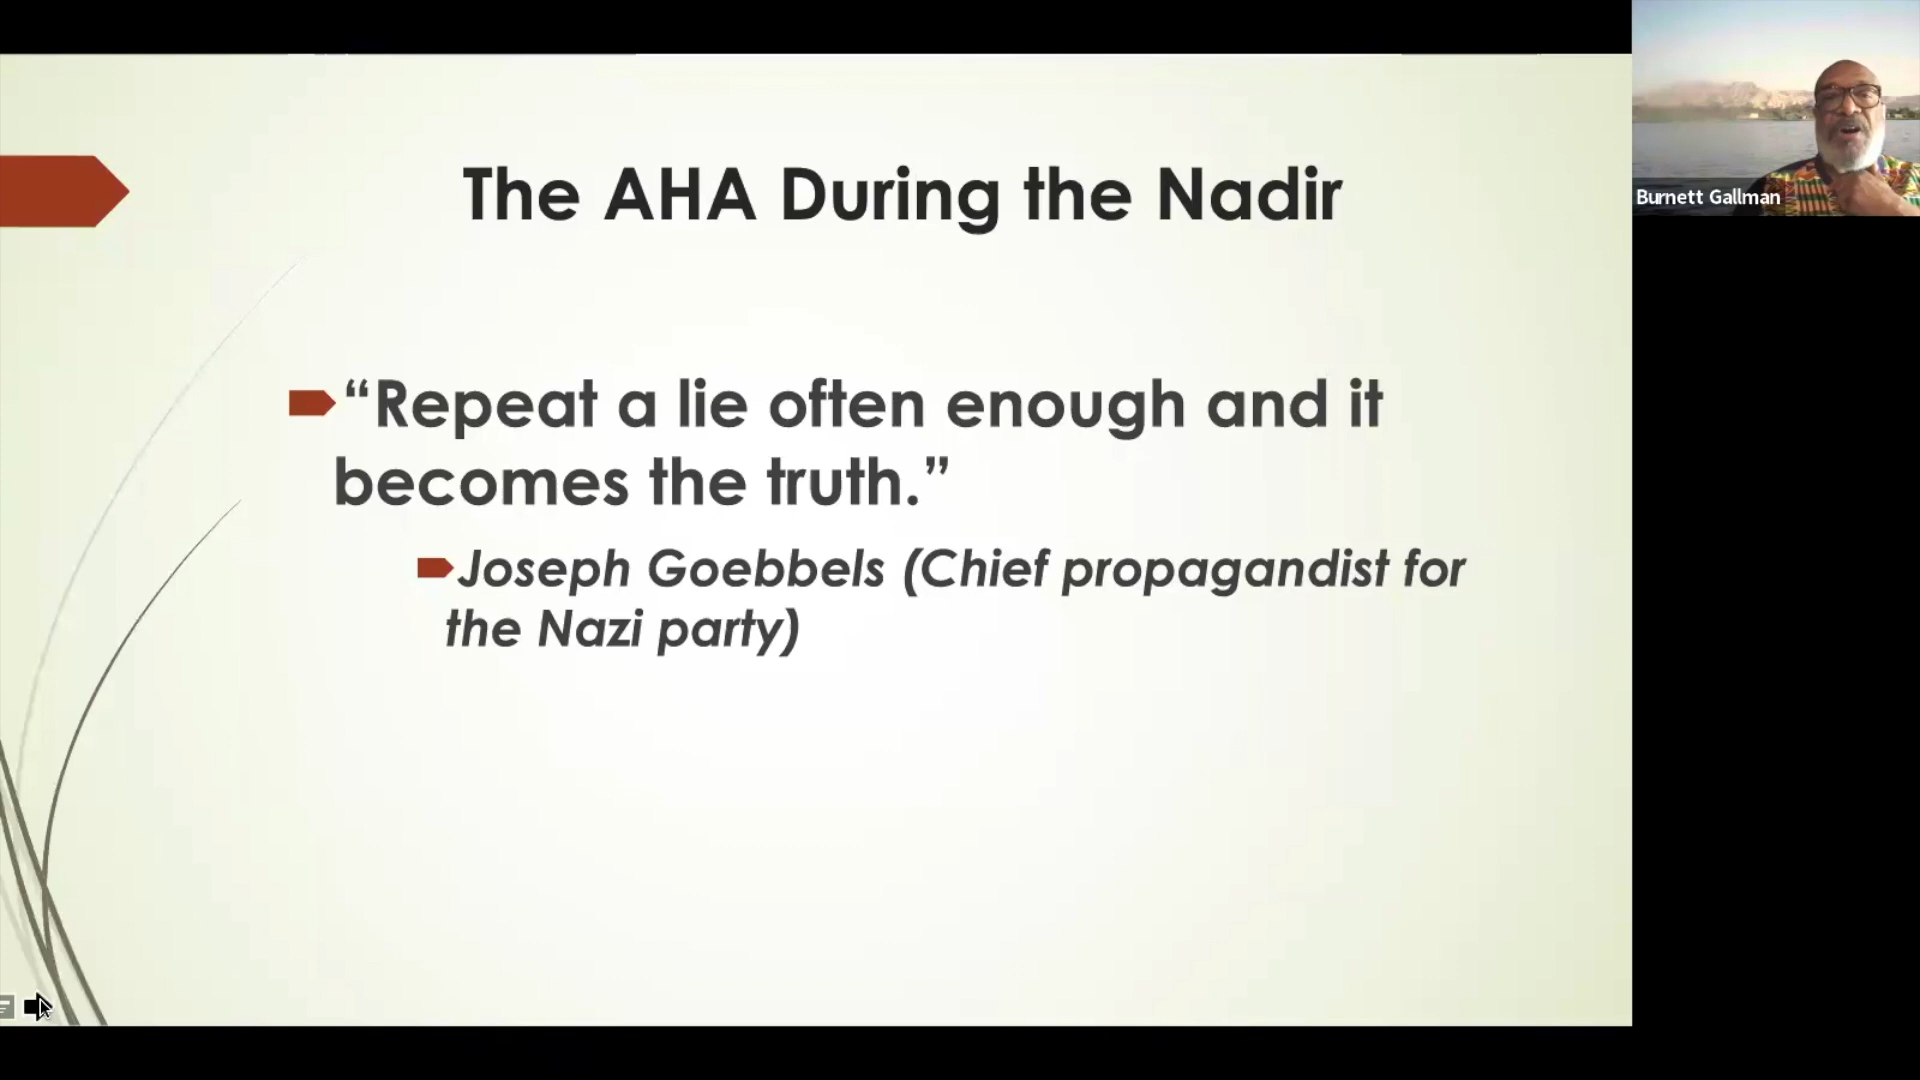 The AHA During the Nadir
“Repeat a lie often enough and it
becomes the truth.”
Joseph Goebbels (Chief propagandist for
the Nazi party)
Burnett Gallman